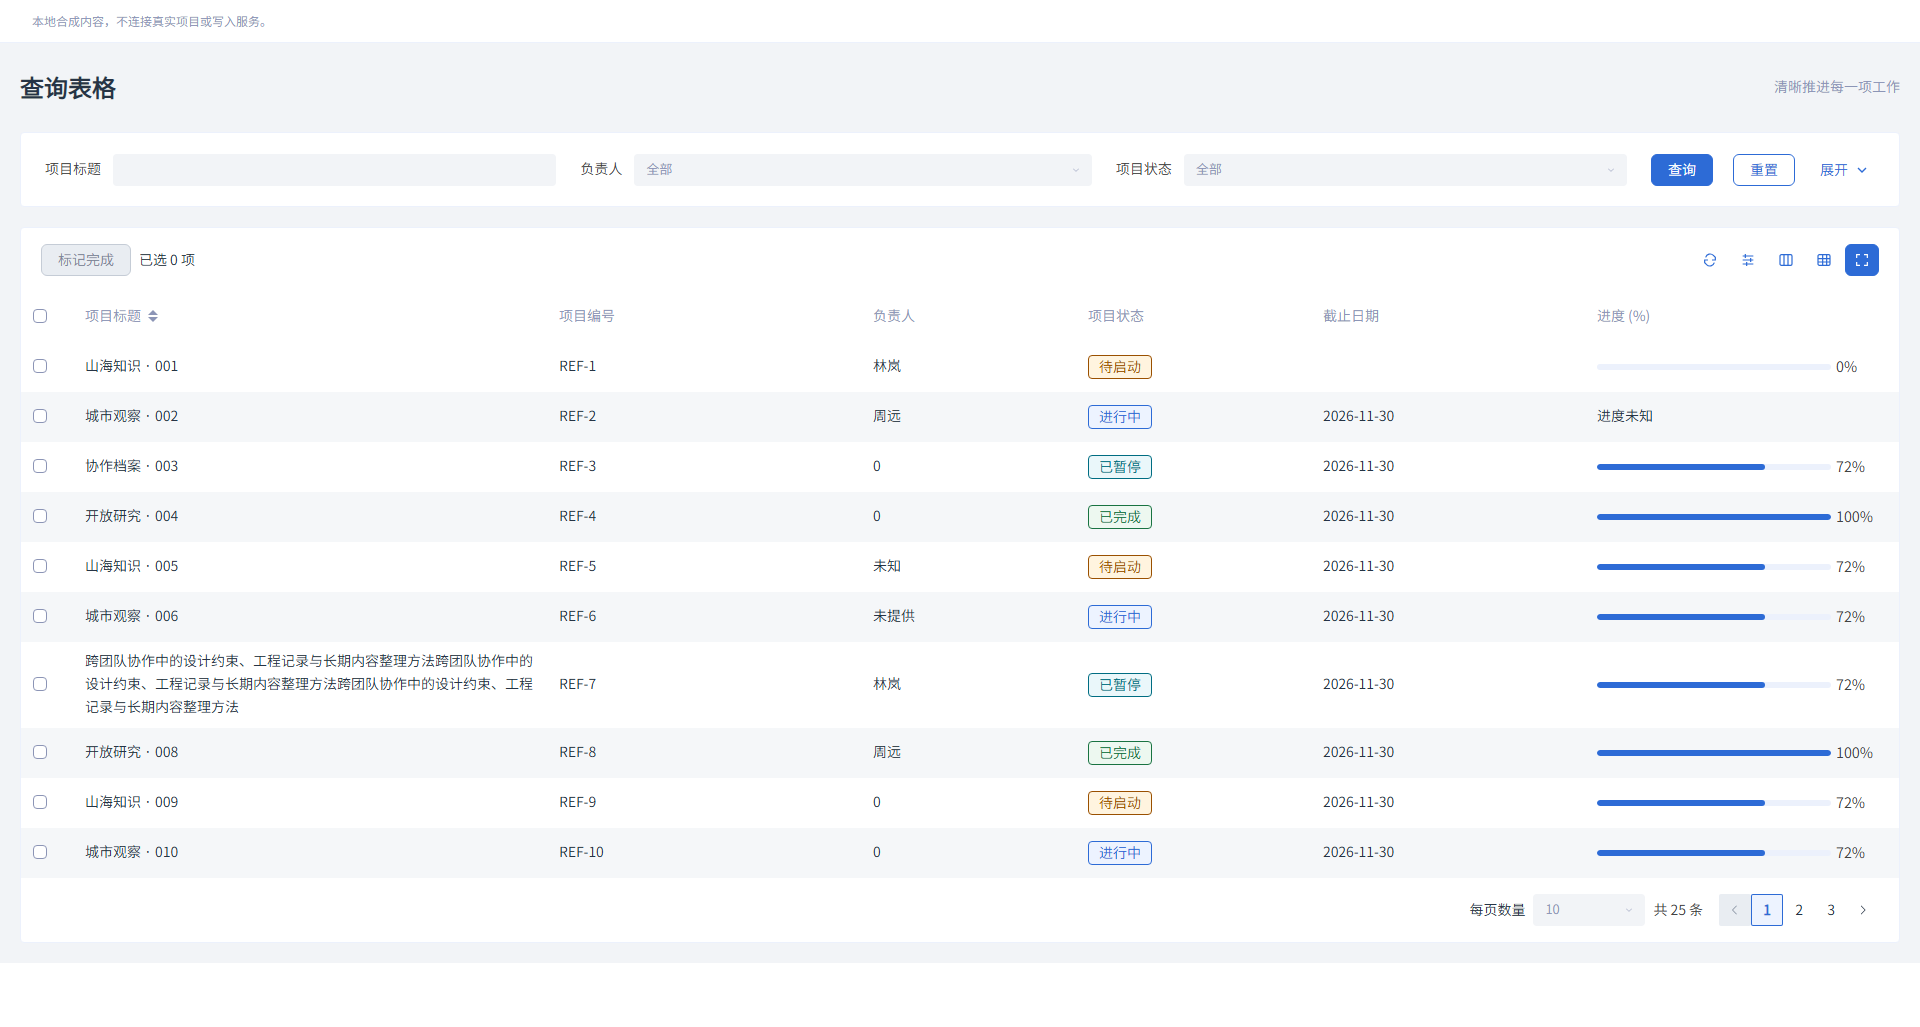 本地合成内容，不连接真实项目或写入服务。
查询表格
清晰推进每一项工作
项目标题
负责人 全部
项目状态 全部
查询 重置 展开
标记完成 已选 0 项
项目标题 项目编号 负责人 项目状态 截止日期 进度 (%)
山海知识 · 001 REF-1 林岚 待启动 0%
城市观察 · 002 REF-2 周远 进行中 2026-11-30 进度未知
协作档案 · 003 REF-3 0 已暂停 2026-11-30 72%
开放研究 · 004 REF-4 0 已完成 2026-11-30 100%
山海知识 · 005 REF-5 未知 待启动 2026-11-30 72%
城市观察 · 006 REF-6 未提供 进行中 2026-11-30 72%
跨团队协作中的设计约束、工程记录与长期内容整理方法跨团队协作中的
设计约束、工程记录与长期内容整理方法跨团队协作中的设计约束、工程
记录与长期内容整理方法
REF-7 林岚 已暂停 2026-11-30 72%
开放研究 · 008 REF-8 周远 已完成 2026-11-30 100%
山海知识 · 009 REF-9 0 待启动 2026-11-30 72%
城市观察 · 010 REF-10 0 进行中 2026-11-30 72%
每页数量 10 共 25 条 1 2 3